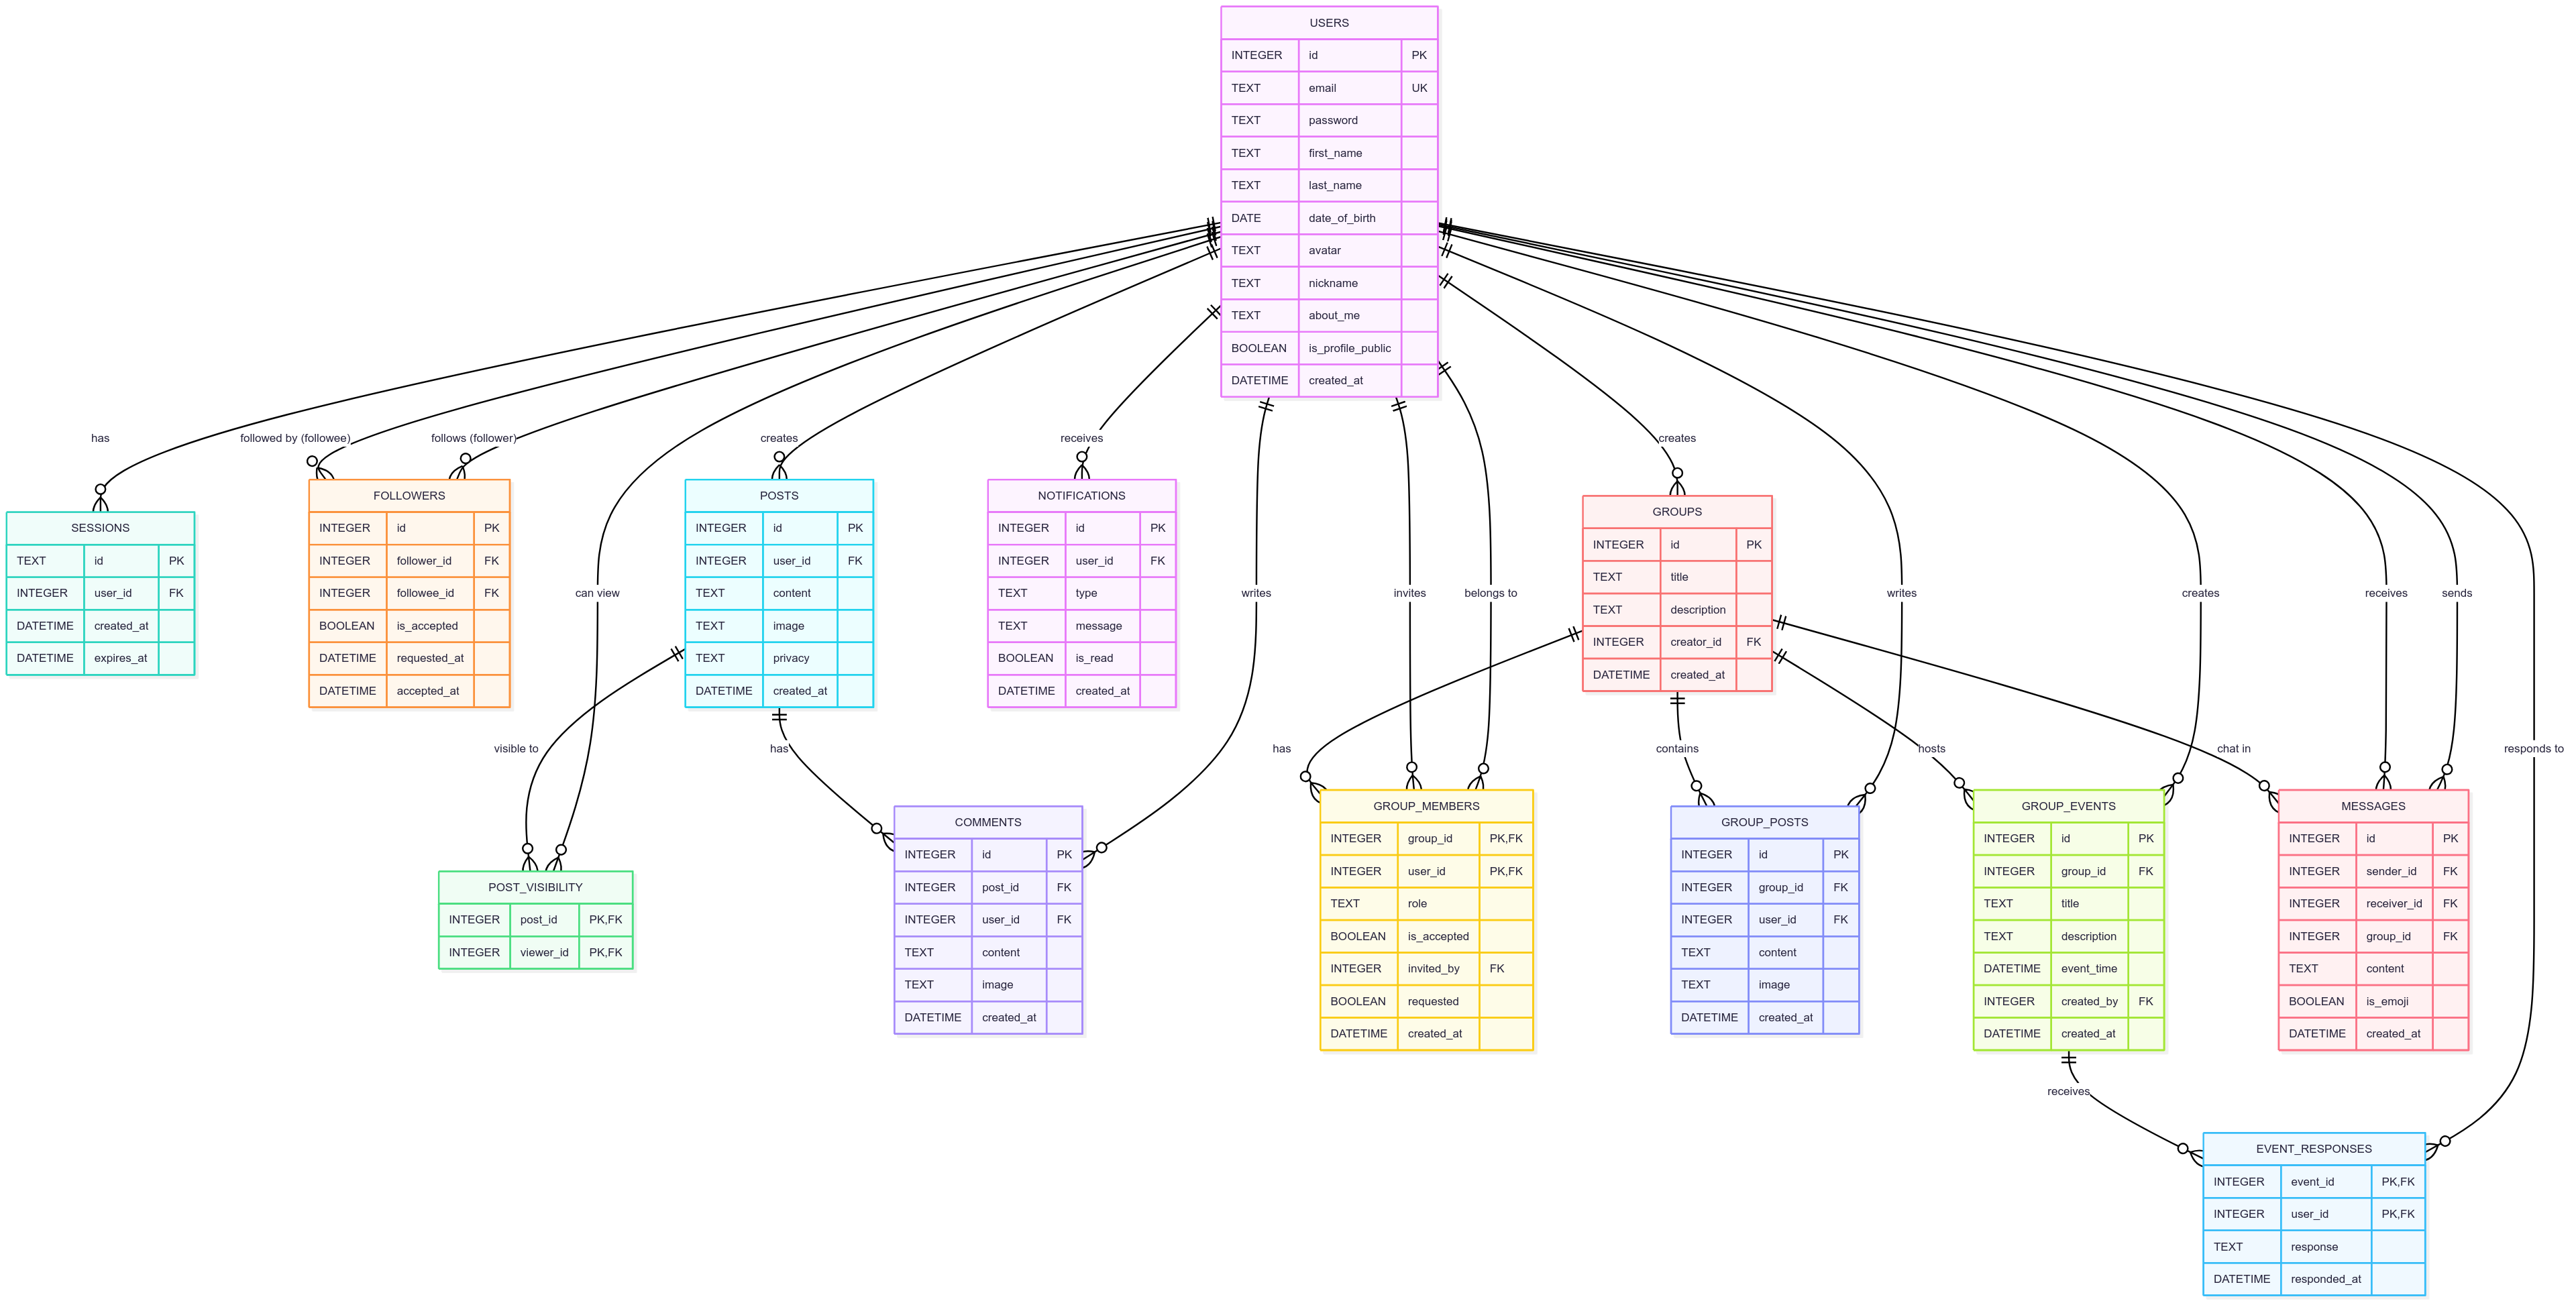 USERS
INTEGER id PK
TEXT email UK
TEXT password
TEXT first_name
TEXT last_name
DATE date_of_birth
TEXT avatar
TEXT nickname
TEXT about_me
BOOLEAN is_profile_public
DATETIME created_at
has
followed by (followee)
follows (follower)
creates
receives
creates
SESSIONS
TEXT id PK
INTEGER user_id FK
DATETIME created_at
DATETIME expires_at
FOLLOWERS
INTEGER id PK
INTEGER follower_id FK
INTEGER followee_id FK
BOOLEAN is_accepted
DATETIME requested_at
DATETIME accepted_at
can view
POSTS
INTEGER id PK
INTEGER user_id FK
TEXT content
TEXT image
TEXT privacy
DATETIME created_at
NOTIFICATIONS
INTEGER id PK
INTEGER user_id FK
TEXT type
TEXT message
BOOLEAN is_read
DATETIME created_at
writes
invites
belongs to
GROUPS
INTEGER id PK
TEXT title
TEXT description
INTEGER creator_id FK
DATETIME created_at
writes
creates
receives
sends
visible to
has
has
contains
hosts
chat in
responds to
POST_VISIBILITY
INTEGER post_id PK,FK
INTEGER viewer_id PK,FK
COMMENTS
INTEGER id PK
INTEGER post_id FK
INTEGER user_id FK
TEXT content
TEXT image
DATETIME created_at
GROUP_MEMBERS
INTEGER group_id PK,FK
INTEGER user_id PK,FK
TEXT role
BOOLEAN is_accepted
INTEGER invited_by FK
BOOLEAN requested
DATETIME created_at
GROUP_POSTS
INTEGER id PK
INTEGER group_id FK
INTEGER user_id FK
TEXT content
TEXT image
DATETIME created_at
GROUP_EVENTS
INTEGER id PK
INTEGER group_id FK
TEXT title
TEXT description
DATETIME event_time
INTEGER created_by FK
DATETIME created_at
MESSAGES
INTEGER id PK
INTEGER sender_id FK
INTEGER receiver_id FK
INTEGER group_id FK
TEXT content
BOOLEAN is_emoji
DATETIME created_at
receives
EVENT_RESPONSES
INTEGER event_id PK,FK
INTEGER user_id PK,FK
TEXT response
DATETIME responded_at